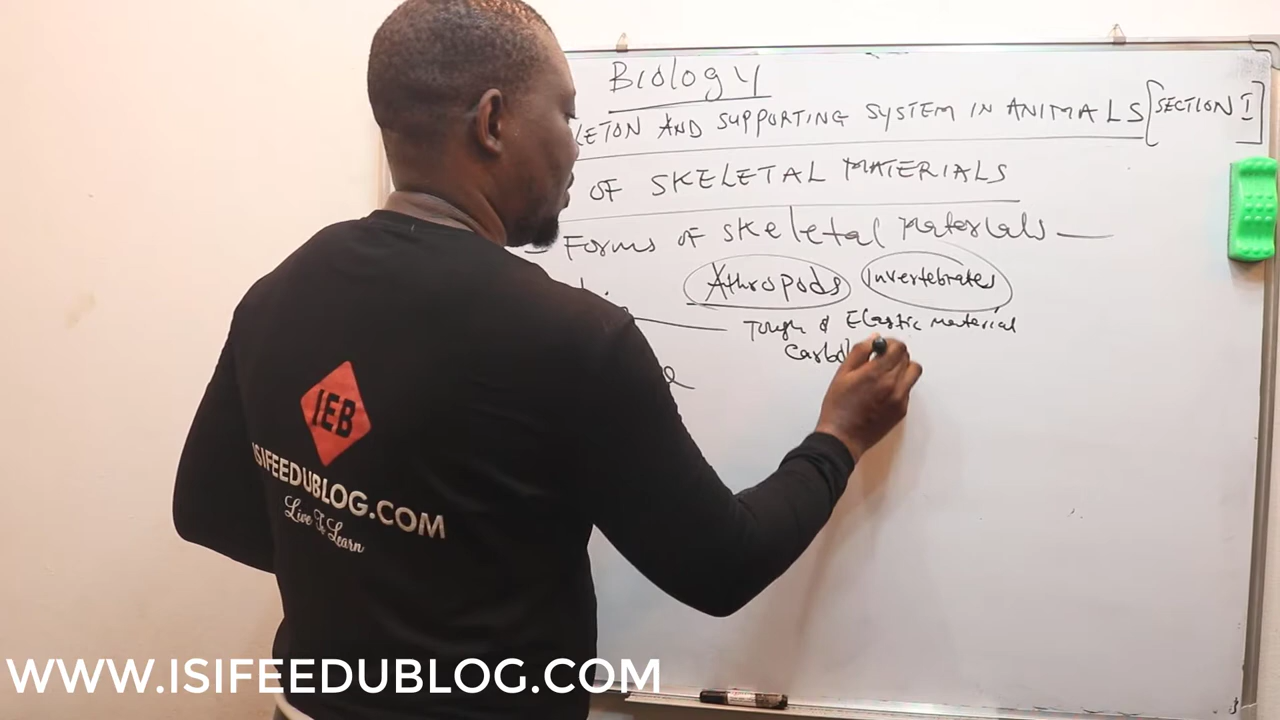 Biology
LETON AND SUPPORTING SYSTEM IN ANIMALS [SECTION I]
OF SKELETAL MATERIALS
- Forms of Skeletal Materials —
Athropods Invertebrates
Tough & Elastic material
IEB
ISIFEEDUBLOG.COM
Live To Learn
WWW.ISIFEEDUBLOG.COM